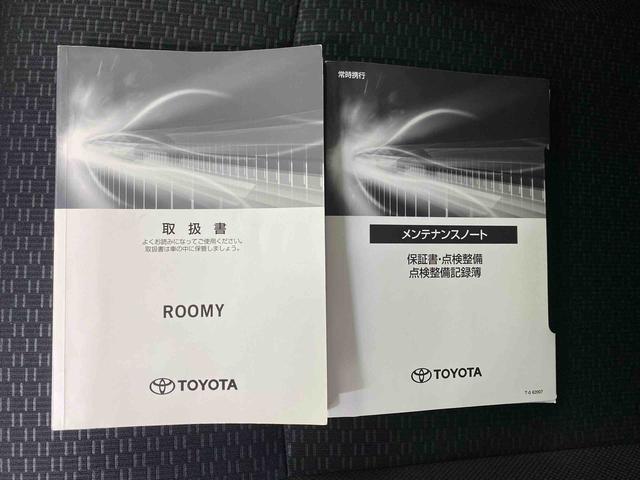 取扱書
よくお読みになってご使用ください。
取扱書は車の中に保管しましょう。
ROOMY
TOYOTA
常時携行
メンテナンスノート
保証書・点検整備
点検整備記録簿
TOYOTA